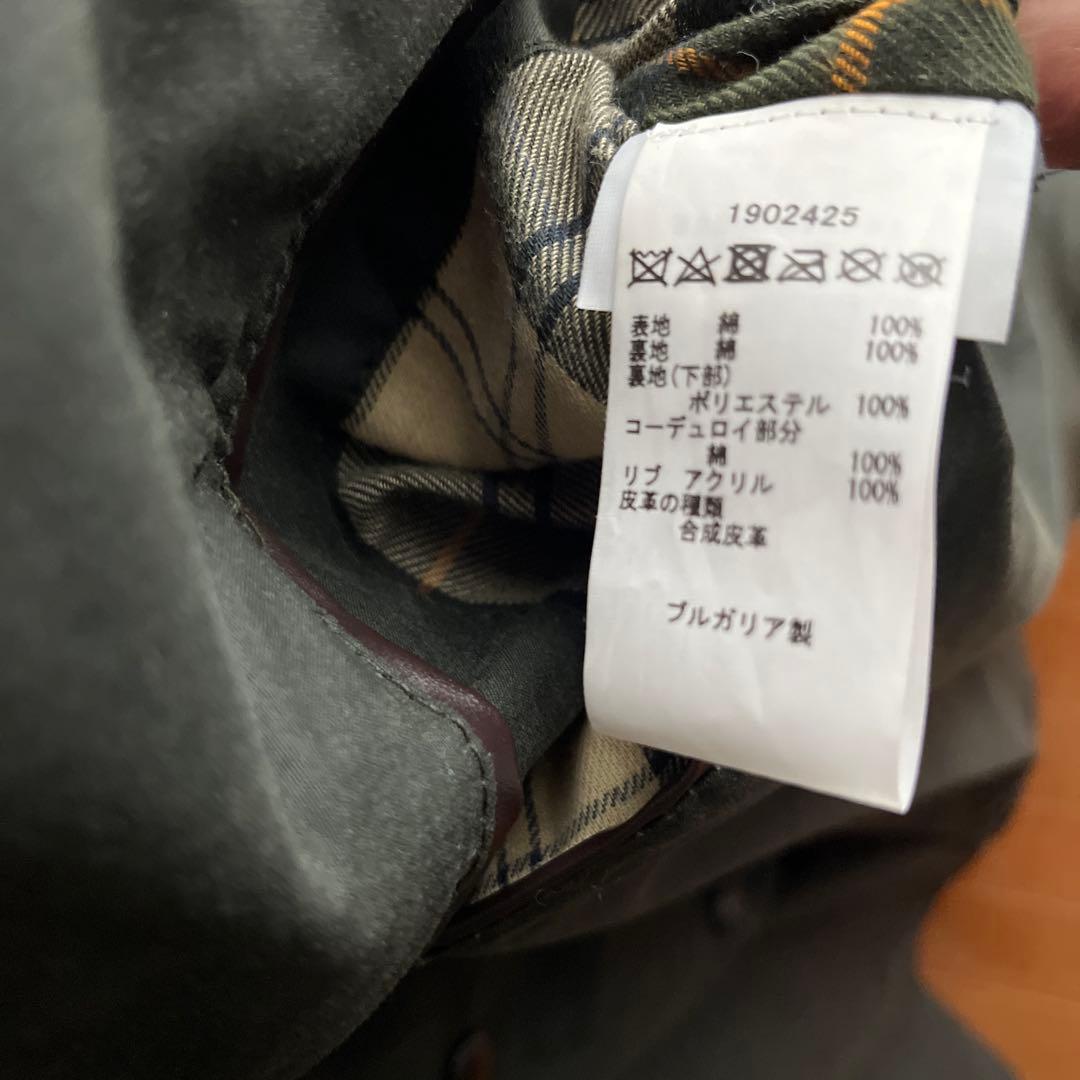 1902425
表地 綿 100%
裏地 綿 100%
裏地(下部)
ポリエステル 100%
コーデュロイ部分
綿 100%
リブ アクリル 100%
皮革の種類
合成皮革
ブルガリア製